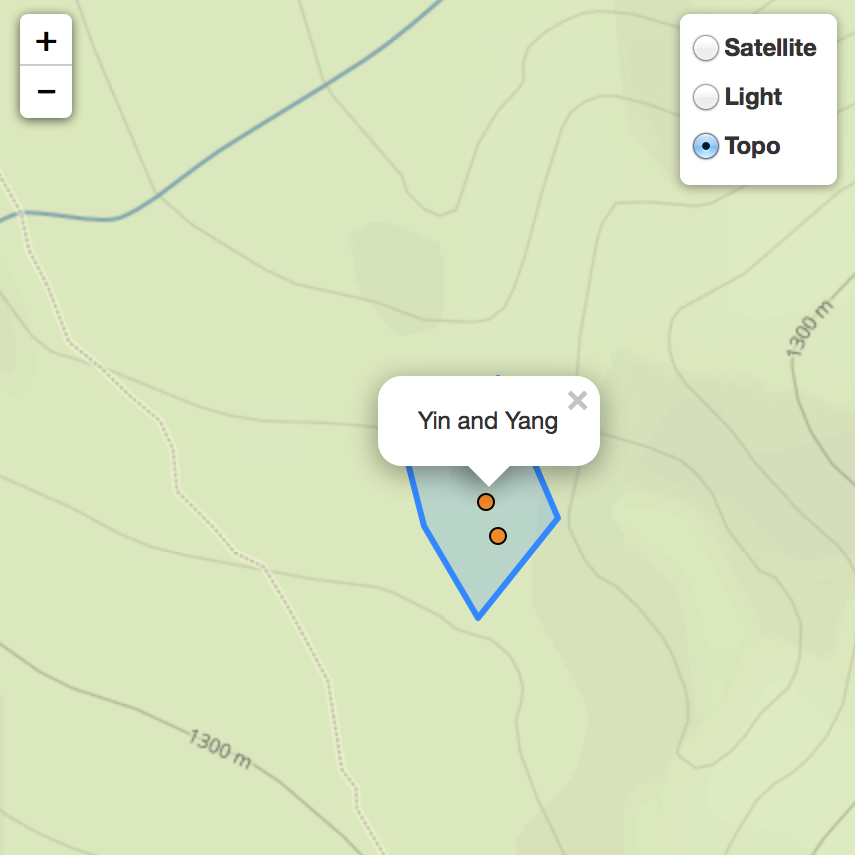 +
−
Satellite
Light
Topo
1300 m
Yin and Yang
×
1300 m